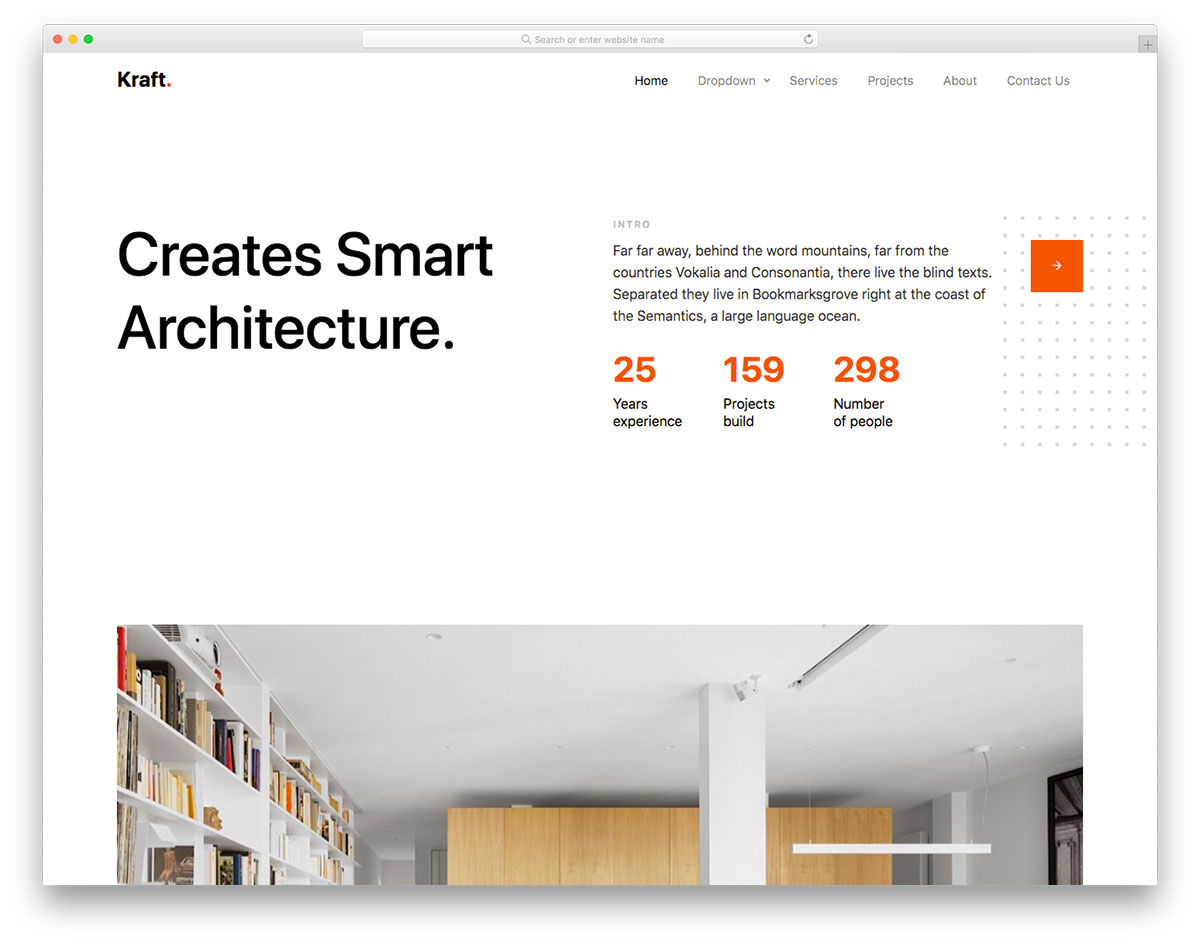 Search or enter website name
Kraft.
Home Dropdown Services Projects About Contact Us
Creates Smart
Architecture.
INTRO
Far far away, behind the word mountains, far from the
countries Vokalia and Consonantia, there live the blind texts.
Separated they live in Bookmarksgrove right at the coast of
the Semantics, a large language ocean.
25 159 298
Years Projects Number
experience build of people